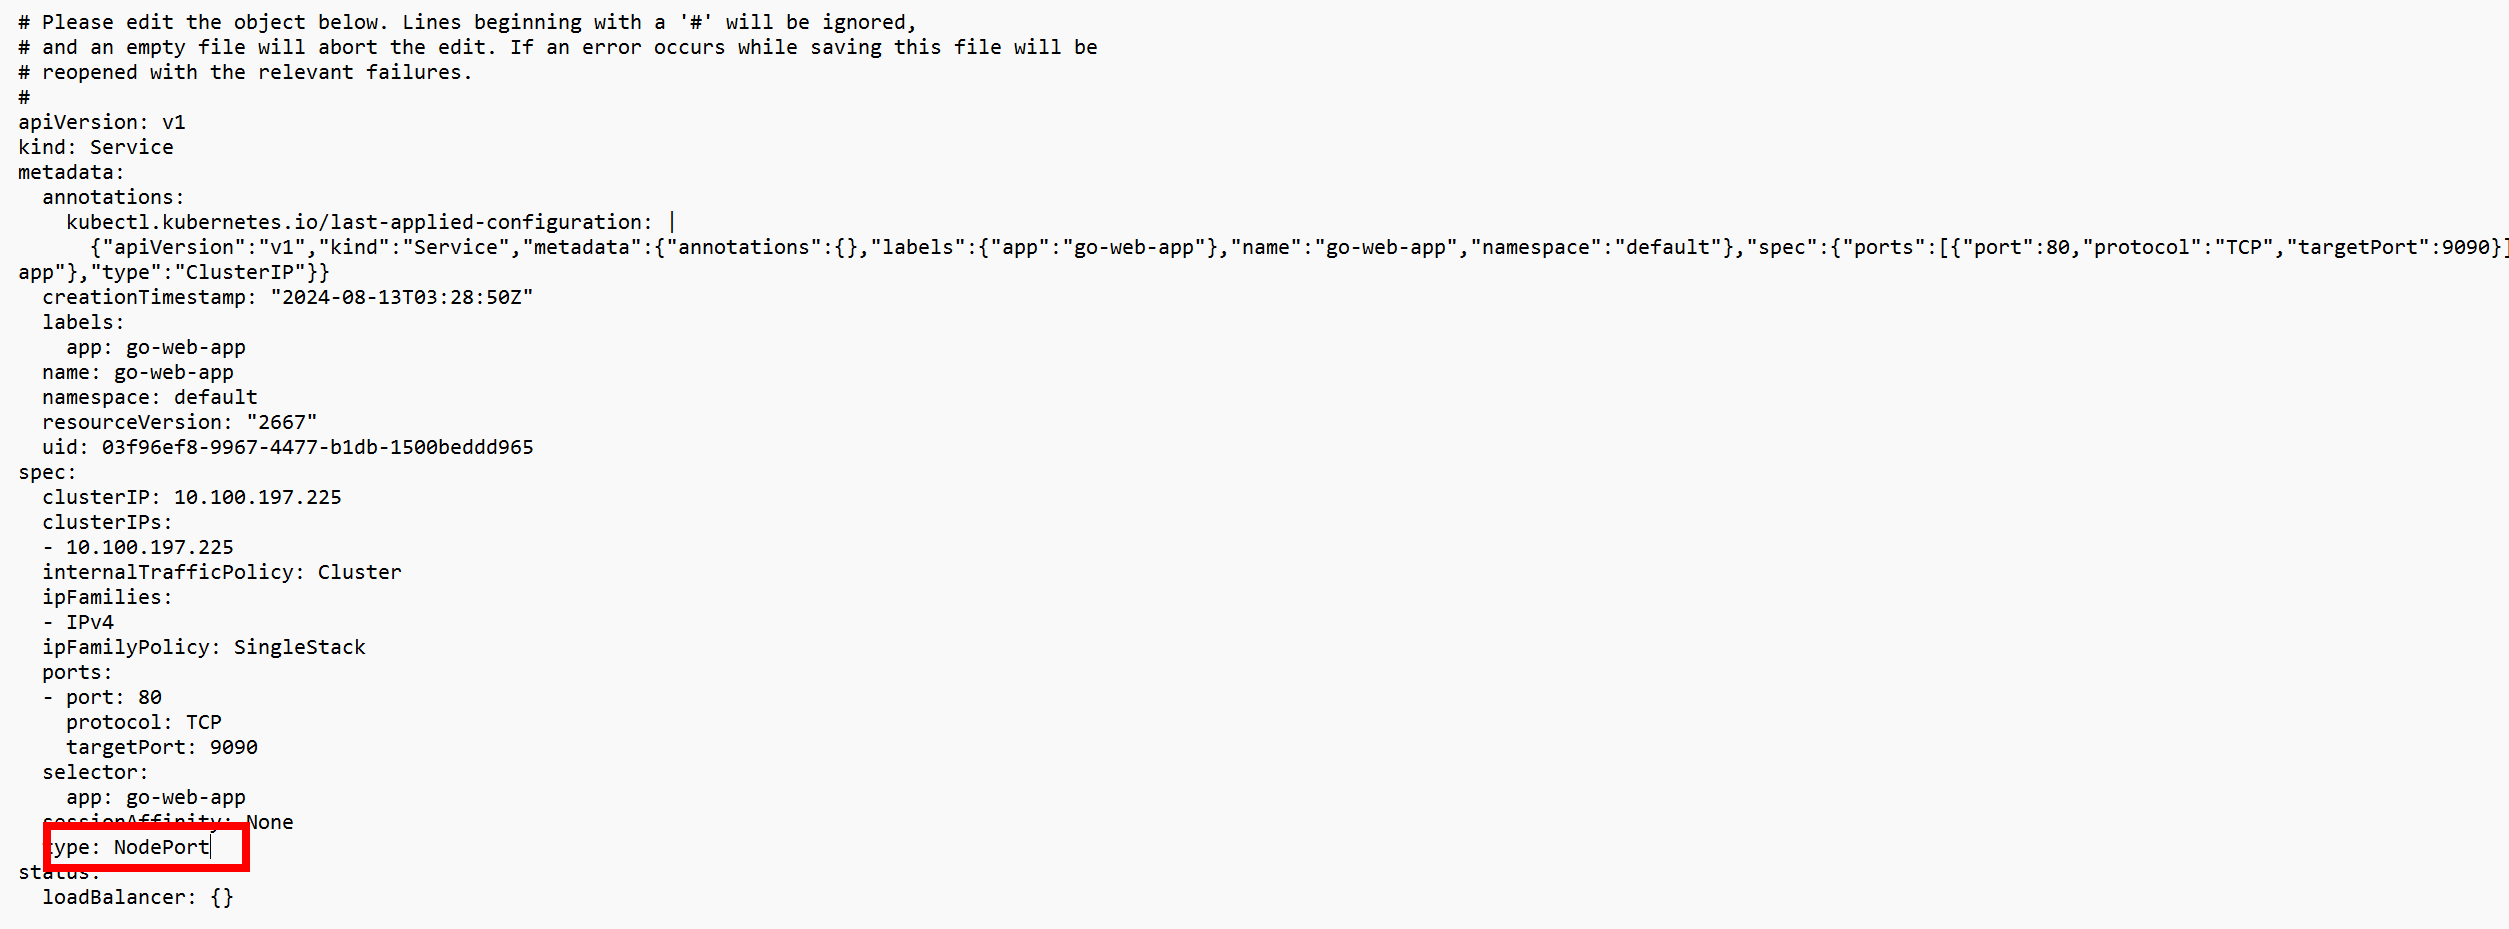 # Please edit the object below. Lines beginning with a '#' will be ignored,
# and an empty file will abort the edit. If an error occurs while saving this file will be
# reopened with the relevant failures.
#
apiVersion: v1
kind: Service
metadata:
  annotations:
    kubectl.kubernetes.io/last-applied-configuration: |
      {"apiVersion":"v1","kind":"Service","metadata":{"annotations":{},"labels":{"app":"go-web-app"},"name":"go-web-app","namespace":"default"},"spec":{"ports":[{"port":80,"protocol":"TCP","targetPort":9090}]
app"},"type":"ClusterIP"}}
  creationTimestamp: "2024-08-13T03:28:50Z"
  labels:
    app: go-web-app
  name: go-web-app
  namespace: default
  resourceVersion: "2667"
  uid: 03f96ef8-9967-4477-b1db-1500beddd965
spec:
  clusterIP: 10.100.197.225
  clusterIPs:
  - 10.100.197.225
  internalTrafficPolicy: Cluster
  ipFamilies:
  - IPv4
  ipFamilyPolicy: SingleStack
  ports:
  - port: 80
    protocol: TCP
    targetPort: 9090
  selector:
    app: go-web-app
  sessionAffinity: None
  type: NodePort
status:
  loadBalancer: {}